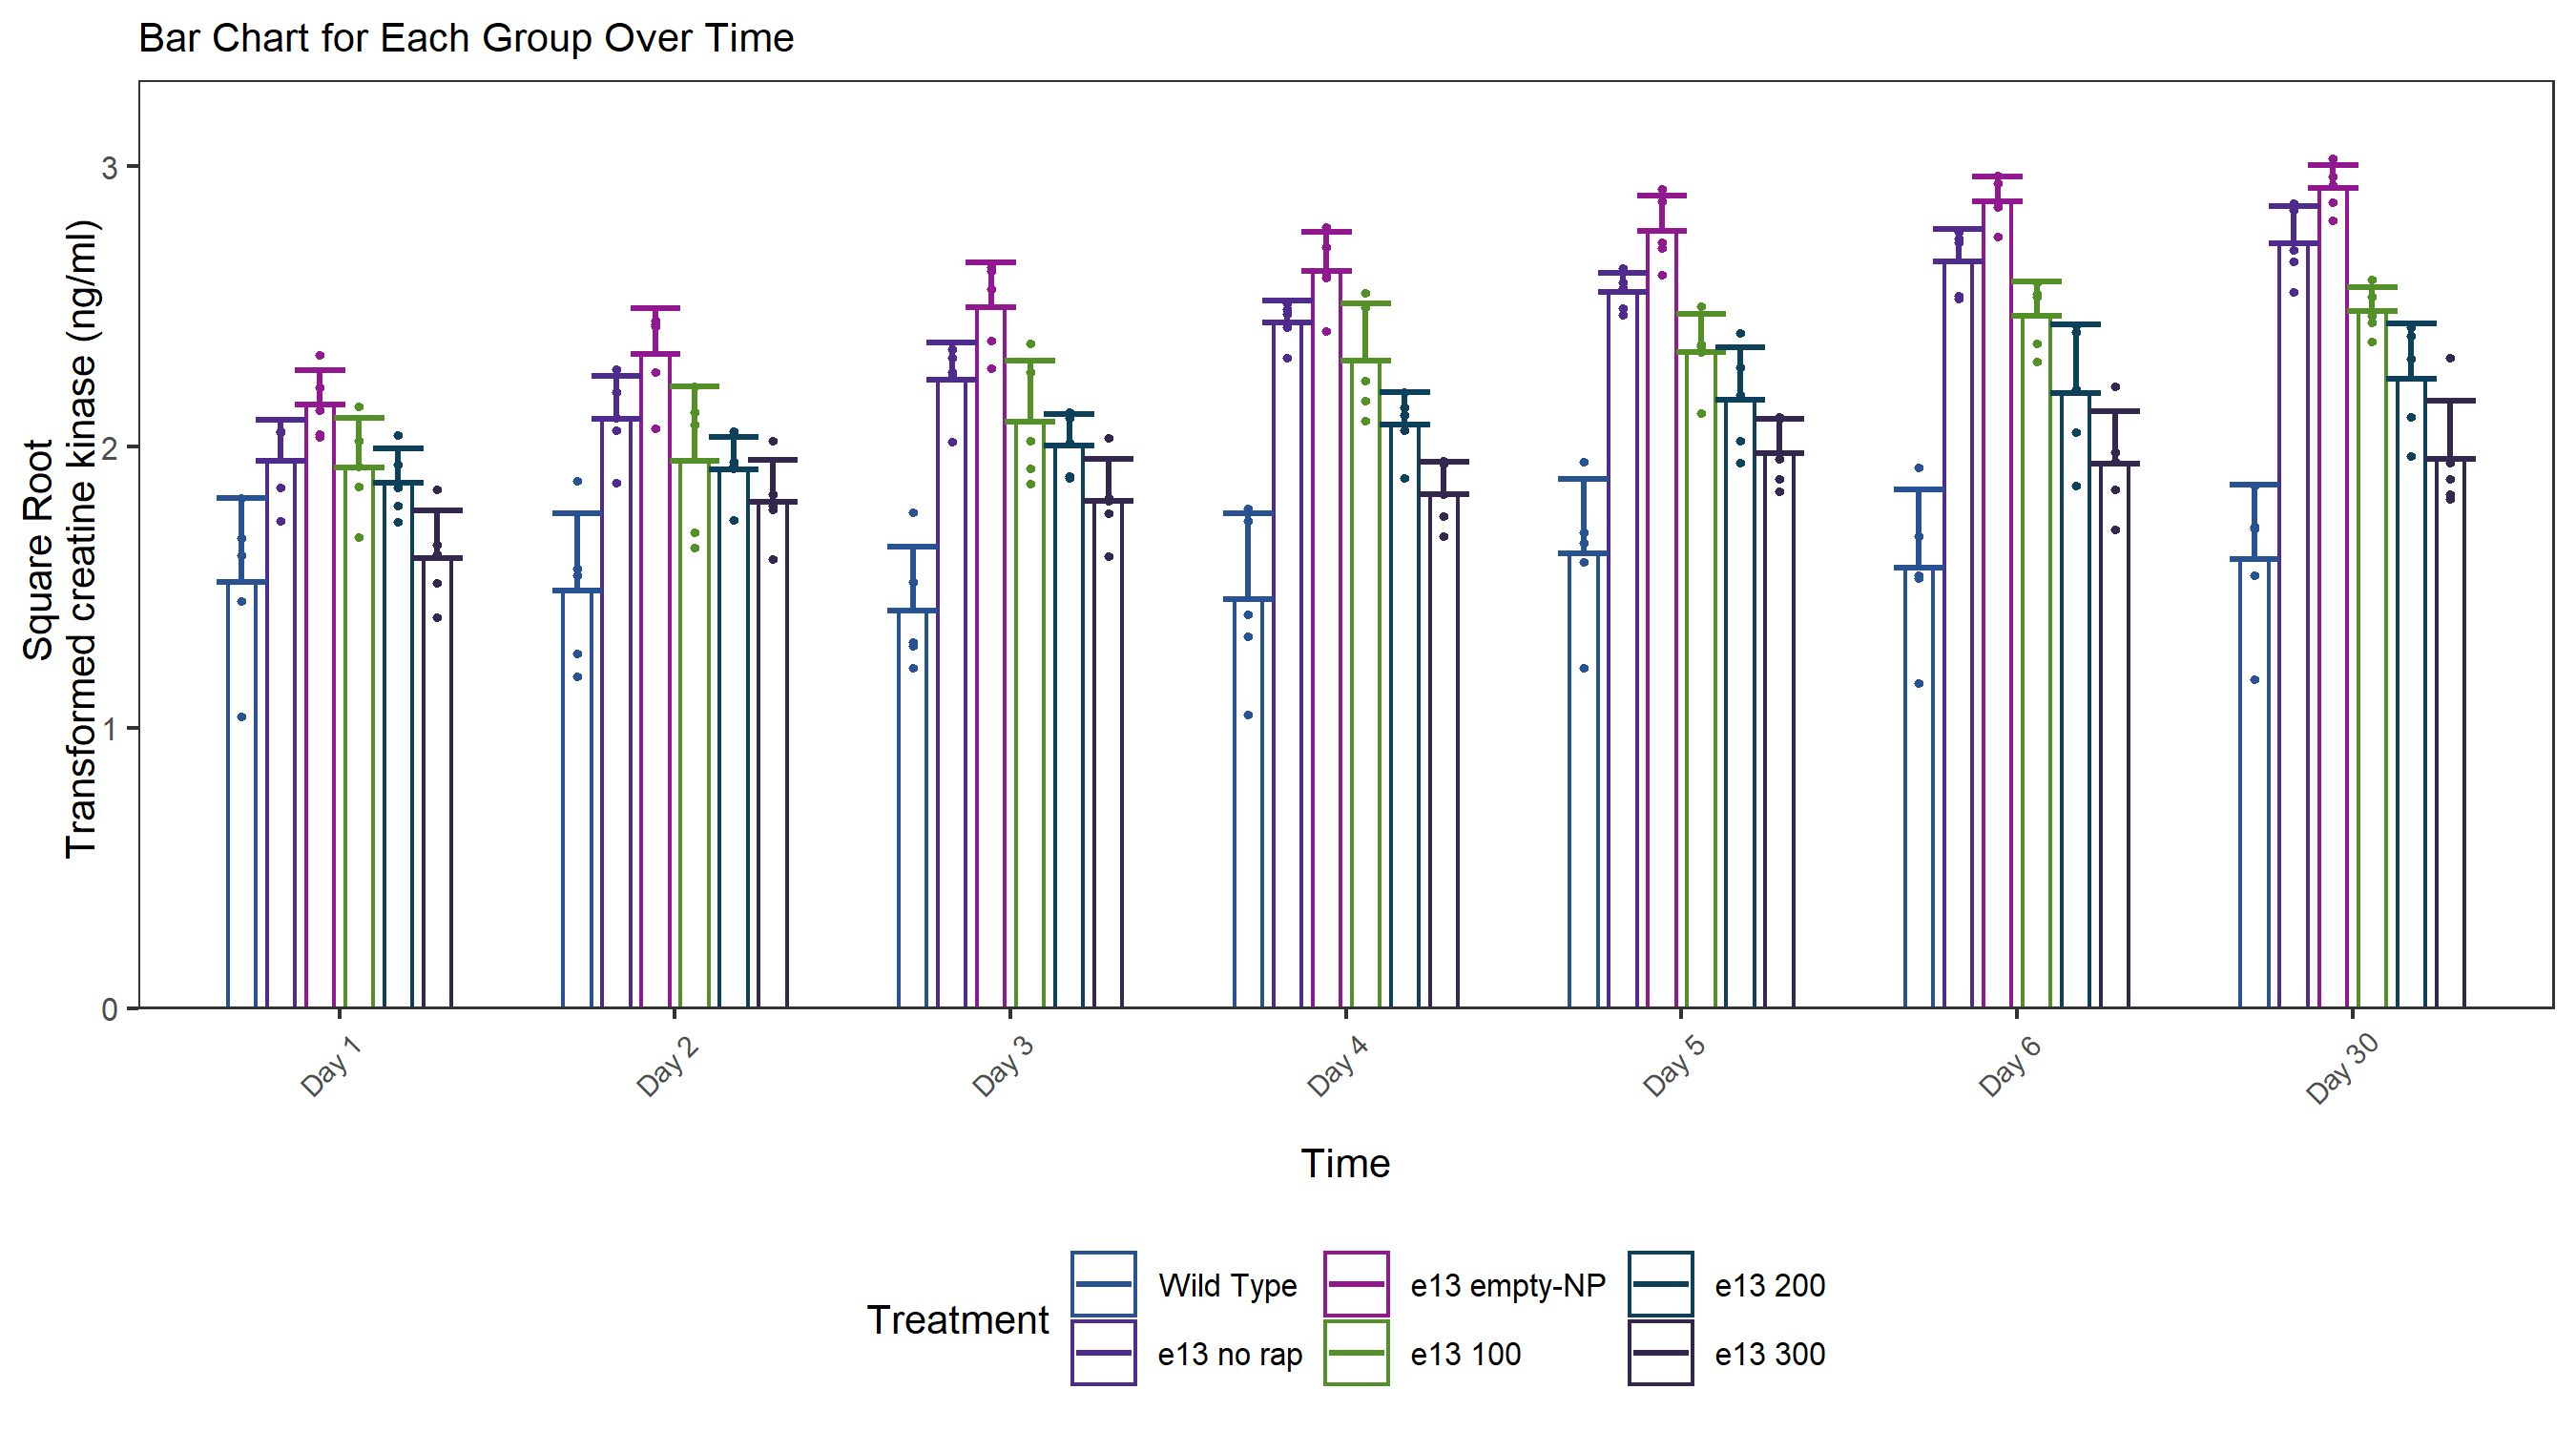 Bar Chart for Each Group Over Time
Square Root
Transformed creatine kinase (ng/ml)
3
2
1
0
Day 1
Day 2
Day 3
Day 4
Day 5
Day 6
Day 30
Time
Treatment
Wild Type
e13 no rap
e13 empty-NP
e13 100
e13 200
e13 300